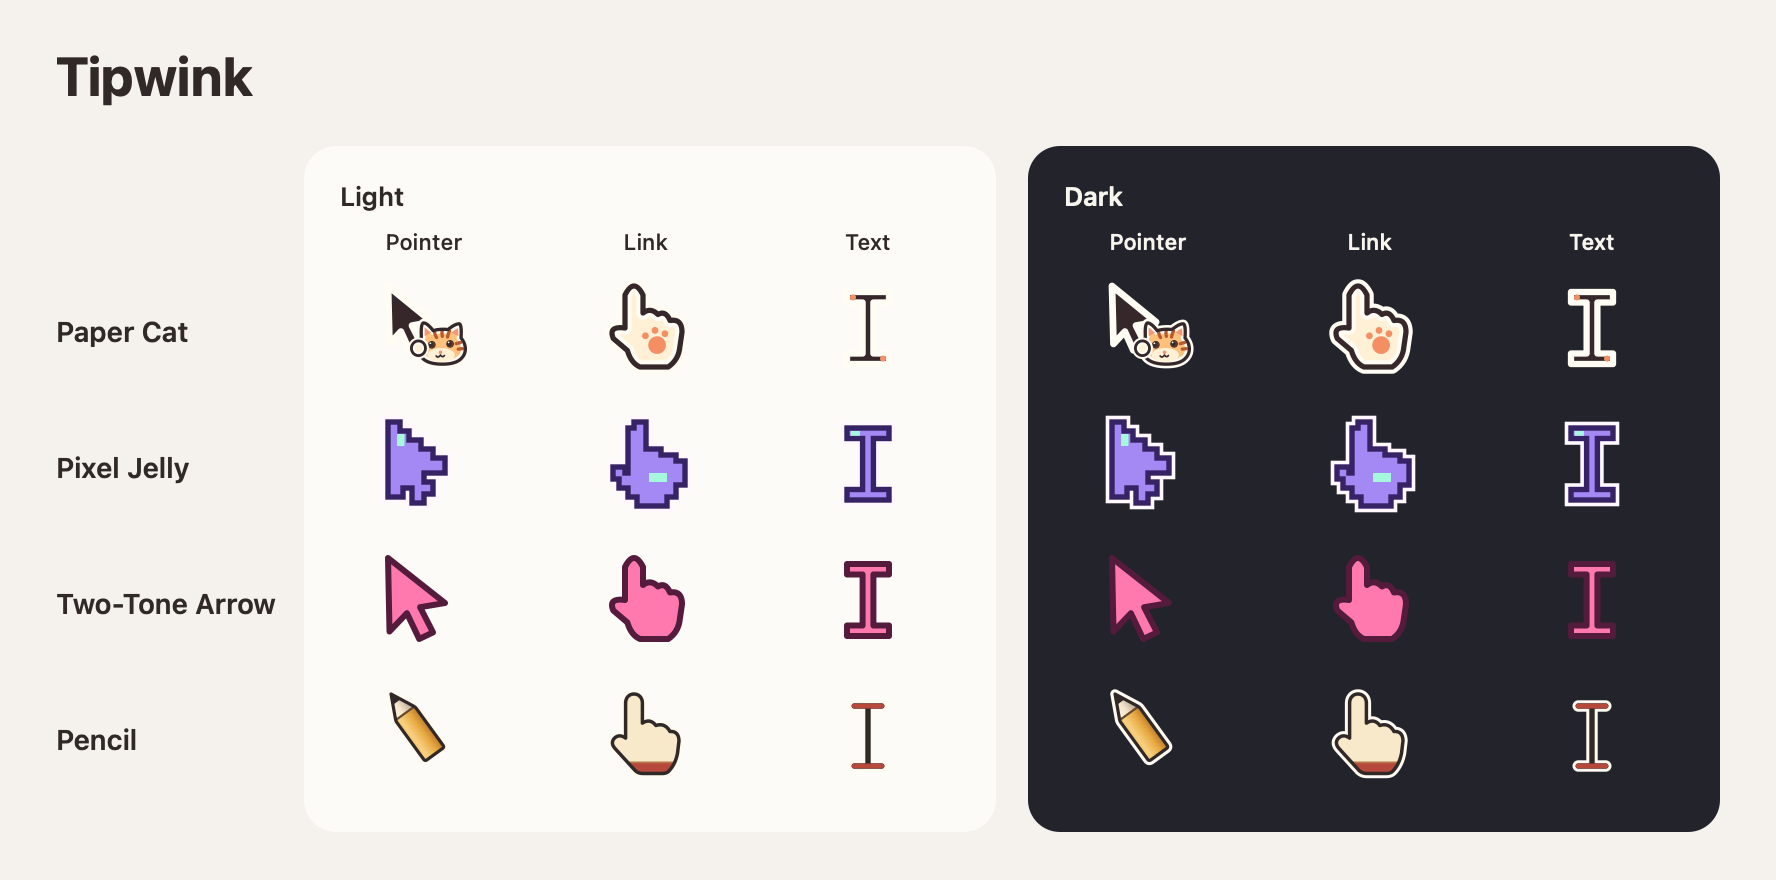 Tipwink
Light
Pointer Link Text
Dark
Pointer Link Text
Paper Cat
Pixel Jelly
Two-Tone Arrow
Pencil